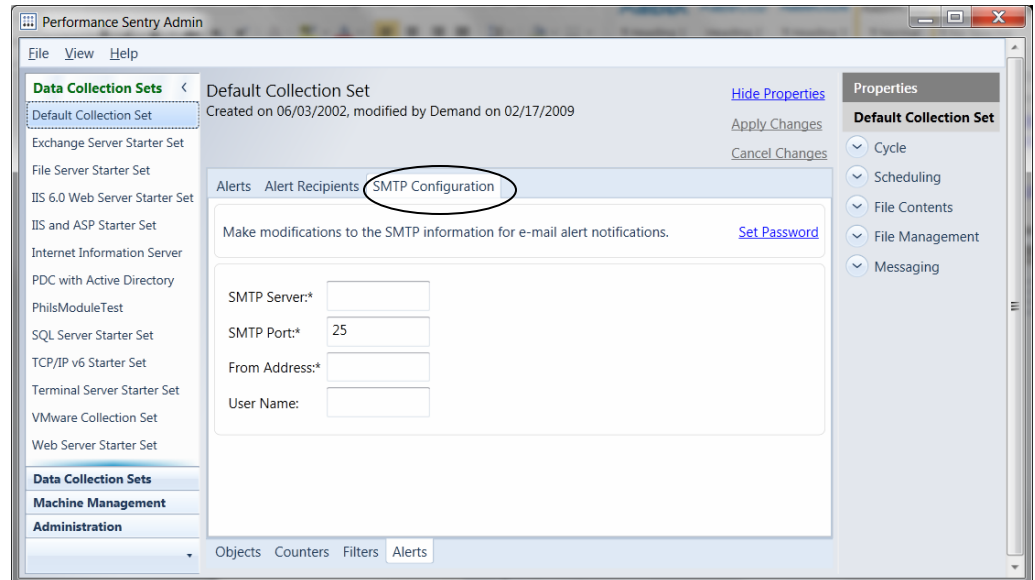 Performance Sentry Admin
File View Help
Data Collection Sets <
Default Collection Set
Exchange Server Starter Set
File Server Starter Set
IIS 6.0 Web Server Starter Set
IIS and ASP Starter Set
Internet Information Server
PDC with Active Directory
PhilsModuleTest
SQL Server Starter Set
TCP/IP v6 Starter Set
Terminal Server Starter Set
VMware Collection Set
Web Server Starter Set
Data Collection Sets
Machine Management
Administration
Default Collection Set
Created on 06/03/2002, modified by Demand on 02/17/2009
Hide Properties
Apply Changes
Cancel Changes
Alerts Alert Recipients SMTP Configuration
Make modifications to the SMTP information for e-mail alert notifications. Set Password
SMTP Server:*
SMTP Port:* 25
From Address:*
User Name:
Objects Counters Filters Alerts
Properties
Default Collection Set
Cycle
Scheduling
File Contents
File Management
Messaging